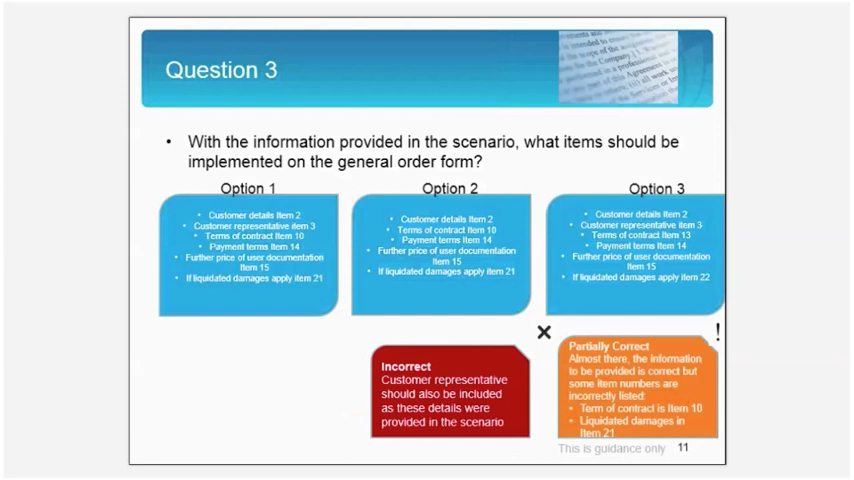 Question 3
• With the information provided in the scenario, what items should be
implemented on the general order form?
Option 1
• Customer details Item 2
• Customer representative item 3
• Terms of contract Item 10
• Payment terms Item 14
• Further price of user documentation
Item 15
• If liquidated damages apply item 21
Option 2
• Customer details Item 2
• Terms of contract Item 10
• Payment terms Item 14
• Further price of user documentation
Item 15
• If liquidated damages apply item 21
Option 3
• Customer details Item 2
• Customer representative item 3
• Terms of contract Item 13
• Payment terms Item 14
• Further price of user documentation
Item 15
• If liquidated damages apply item 22
×
Incorrect
Customer representative
should also be included
as these details were
provided in the scenario
!
Partially Correct
Almost there, the information
to be provided is correct but
some item numbers are
incorrectly listed:
• Term of contract is Item 10
• Liquidated damages in
Item 21
This is guidance only
11